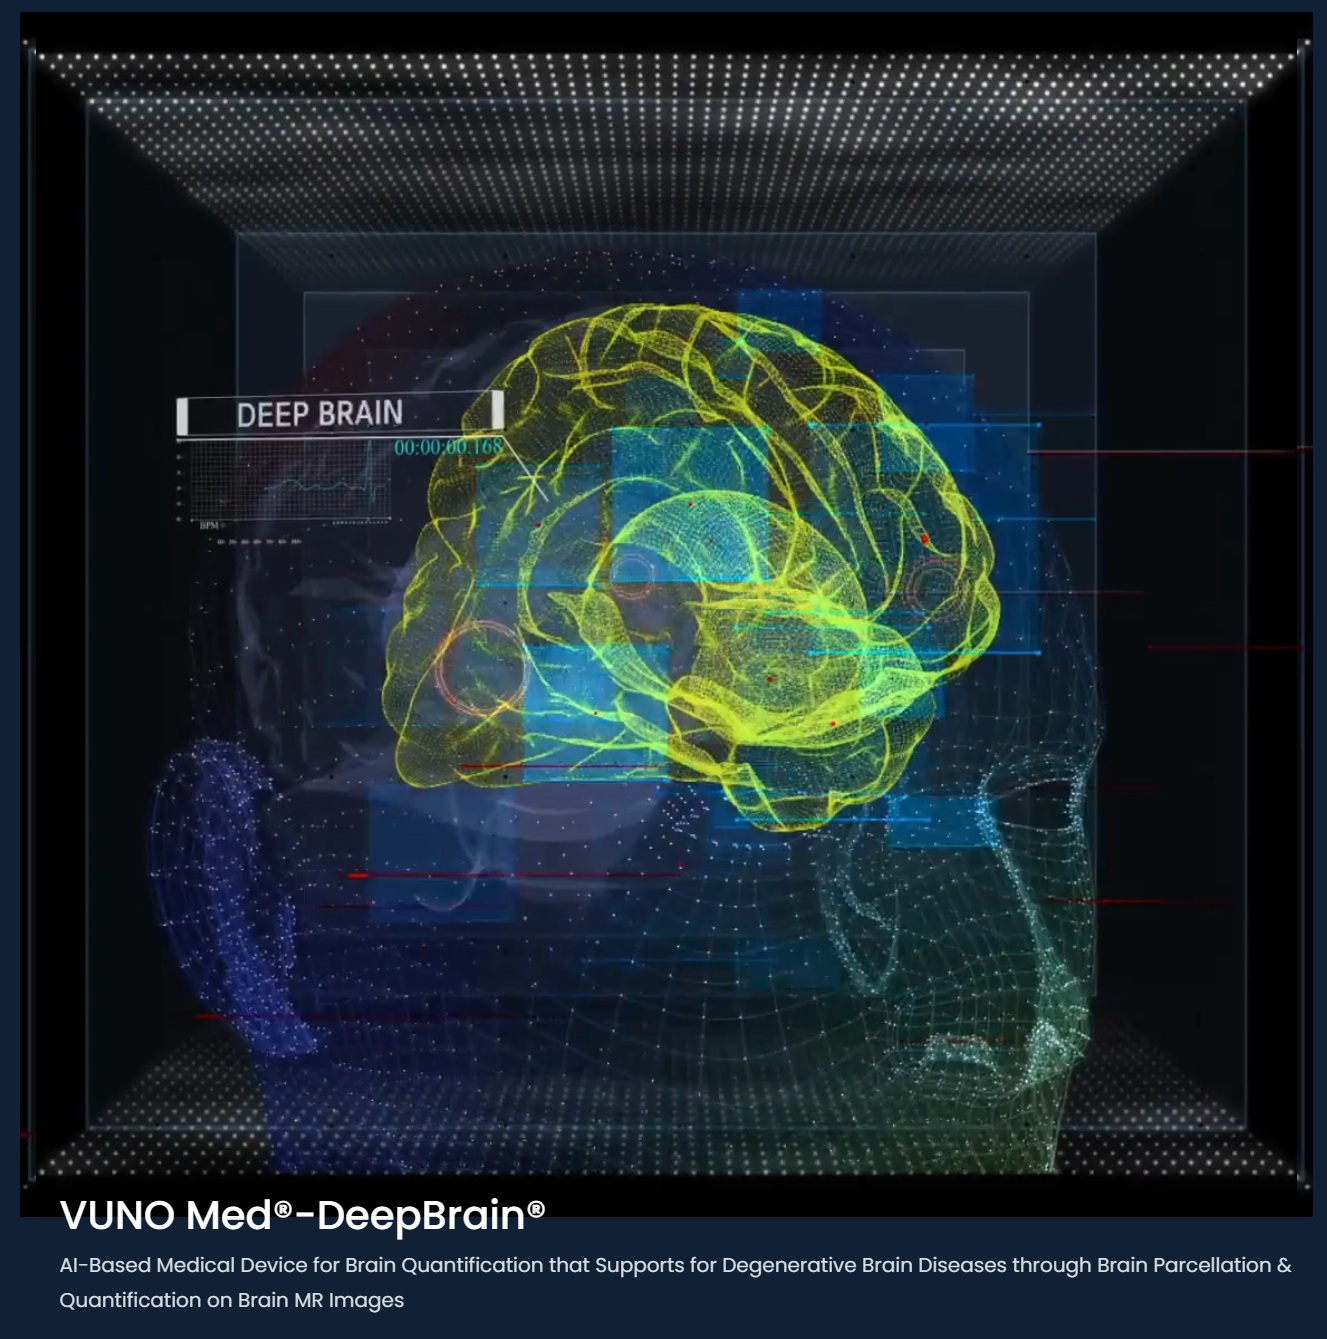 DEEP BRAIN
00:00:00.168
BPM
VUNO Med®-DeepBrain®
AI-Based Medical Device for Brain Quantification that Supports for Degenerative Brain Diseases through Brain Parcellation &
Quantification on Brain MR Images